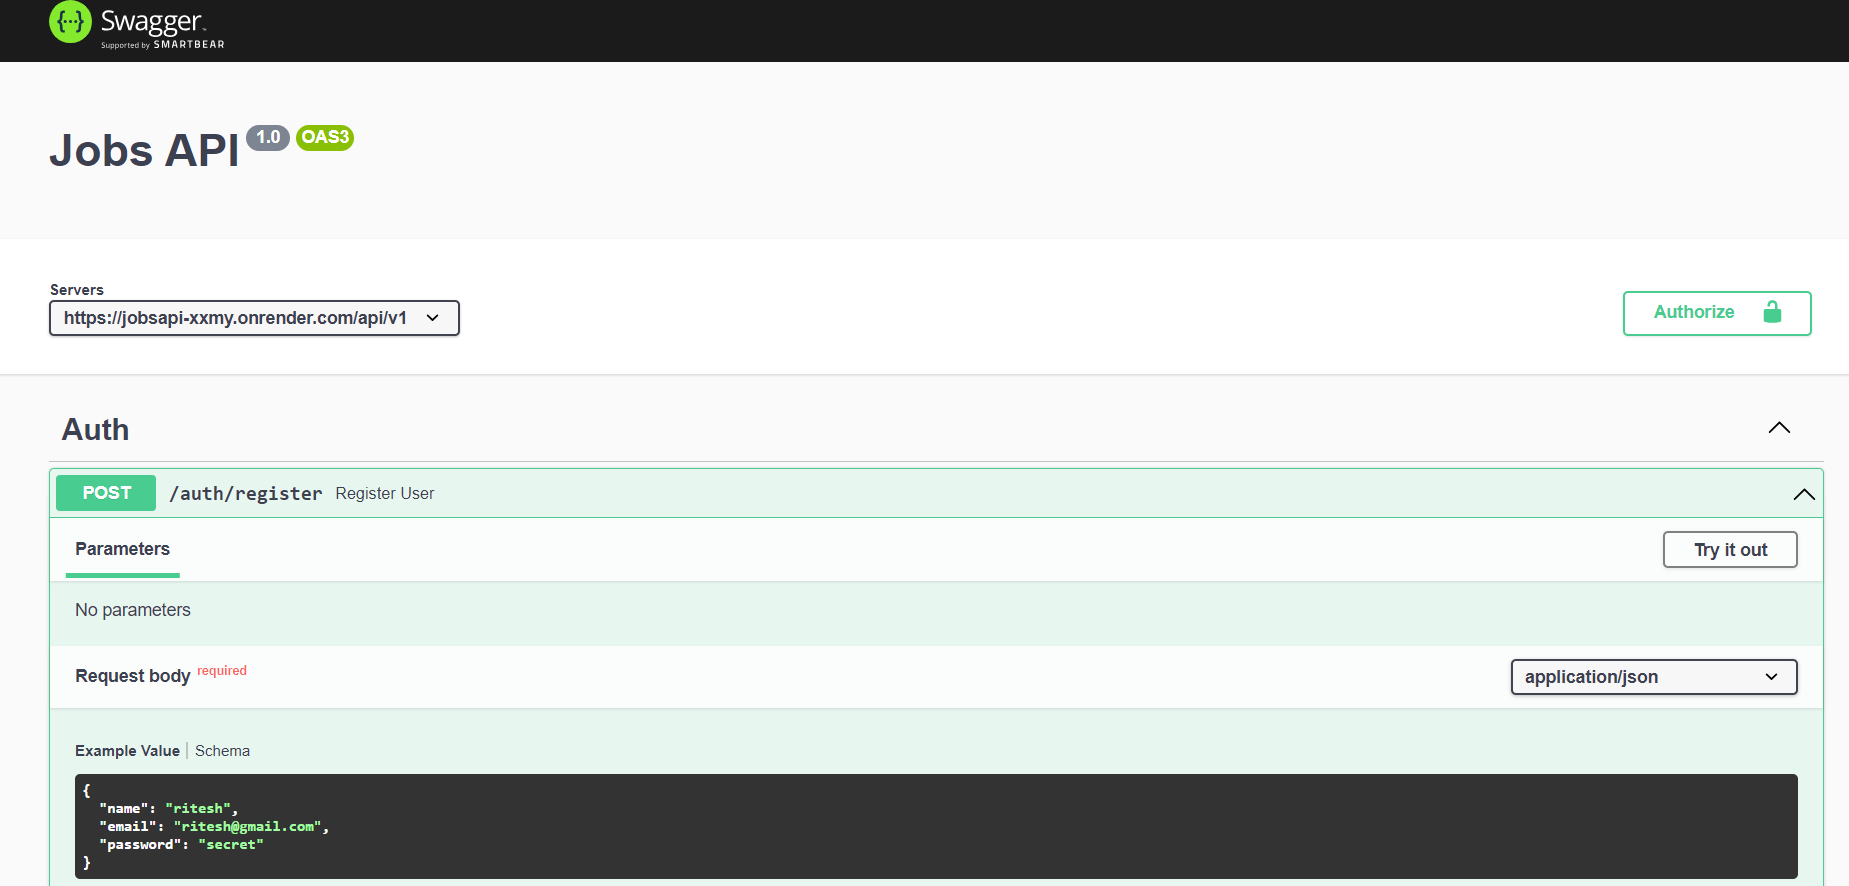 Swagger
Supported by SMARTBEAR
Jobs API 1.0 OAS3
Servers
https://jobsapi-xxmy.onrender.com/api/v1
Authorize
Auth
POST /auth/register Register User
Parameters
Try it out
No parameters
Request body required
application/json
Example Value | Schema
{
  "name": "ritesh",
  "email": "ritesh@gmail.com",
  "password": "secret"
}